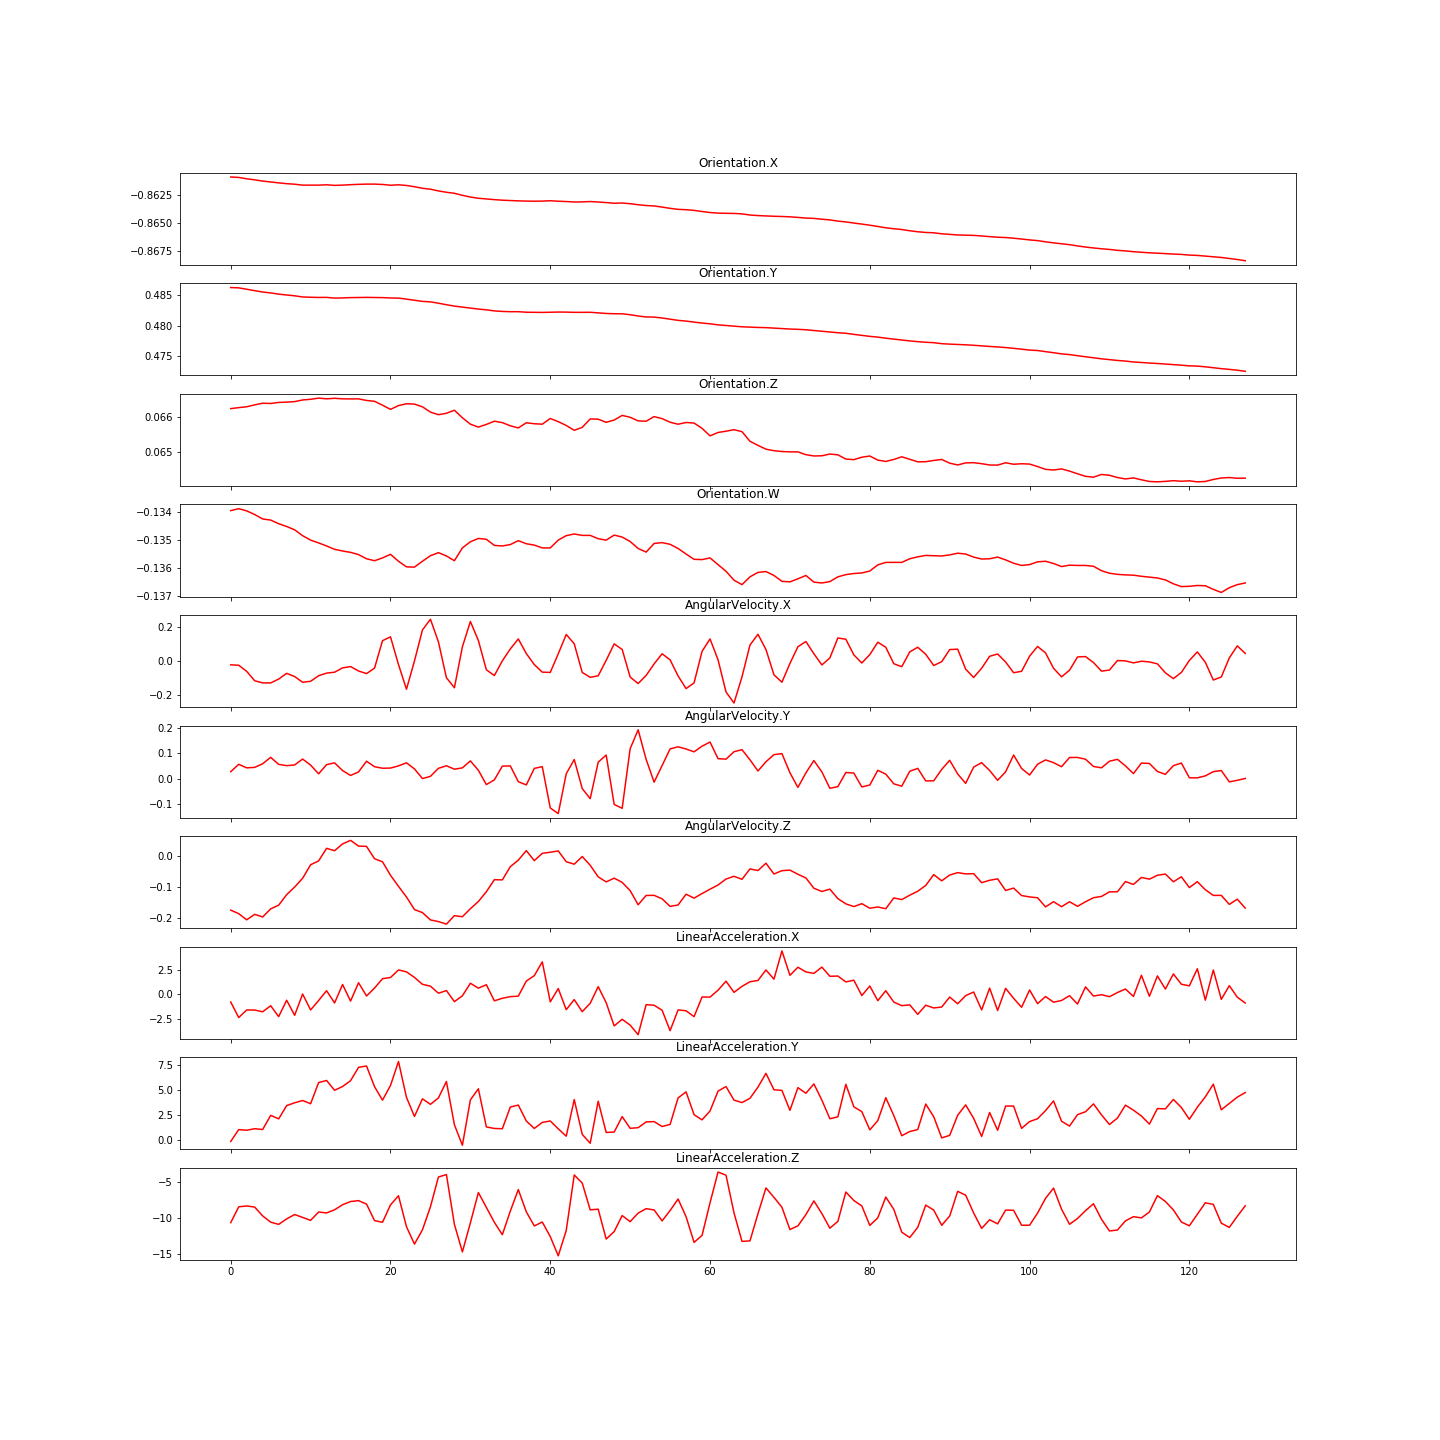 Orientation.X
−0.8625
−0.8650
−0.8675
Orientation.Y
0.485
0.480
0.475
Orientation.Z
0.066
0.065
Orientation.W
−0.134
−0.135
−0.136
−0.137
AngularVelocity.X
0.2
0.0
−0.2
AngularVelocity.Y
0.2
0.1
0.0
−0.1
AngularVelocity.Z
0.0
−0.1
−0.2
LinearAcceleration.X
2.5
0.0
−2.5
LinearAcceleration.Y
7.5
5.0
2.5
0.0
LinearAcceleration.Z
−5
−10
−15
0 20 40 60 80 100 120